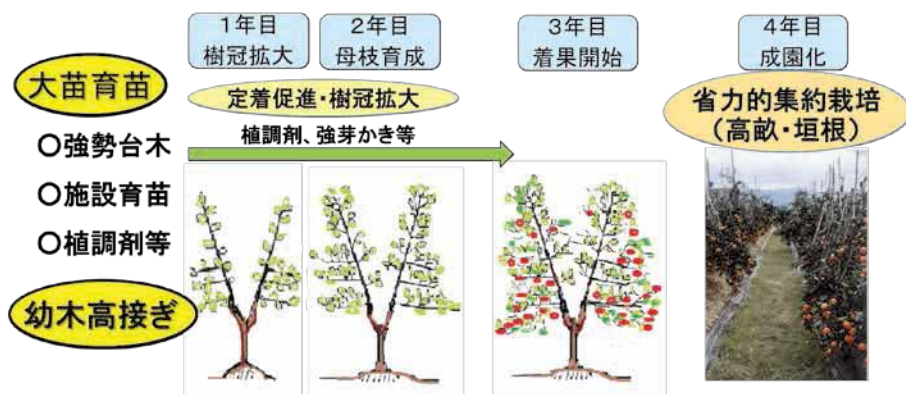 1年目
樹冠拡大
2年目
母枝育成
3年目
着果開始
4年目
成園化
大苗育苗
定着促進・樹冠拡大
省力的集約栽培
(高畝・垣根)
植調剤、強芽かき等
○強勢台木
○施設育苗
○植調剤等
幼木高接ぎ